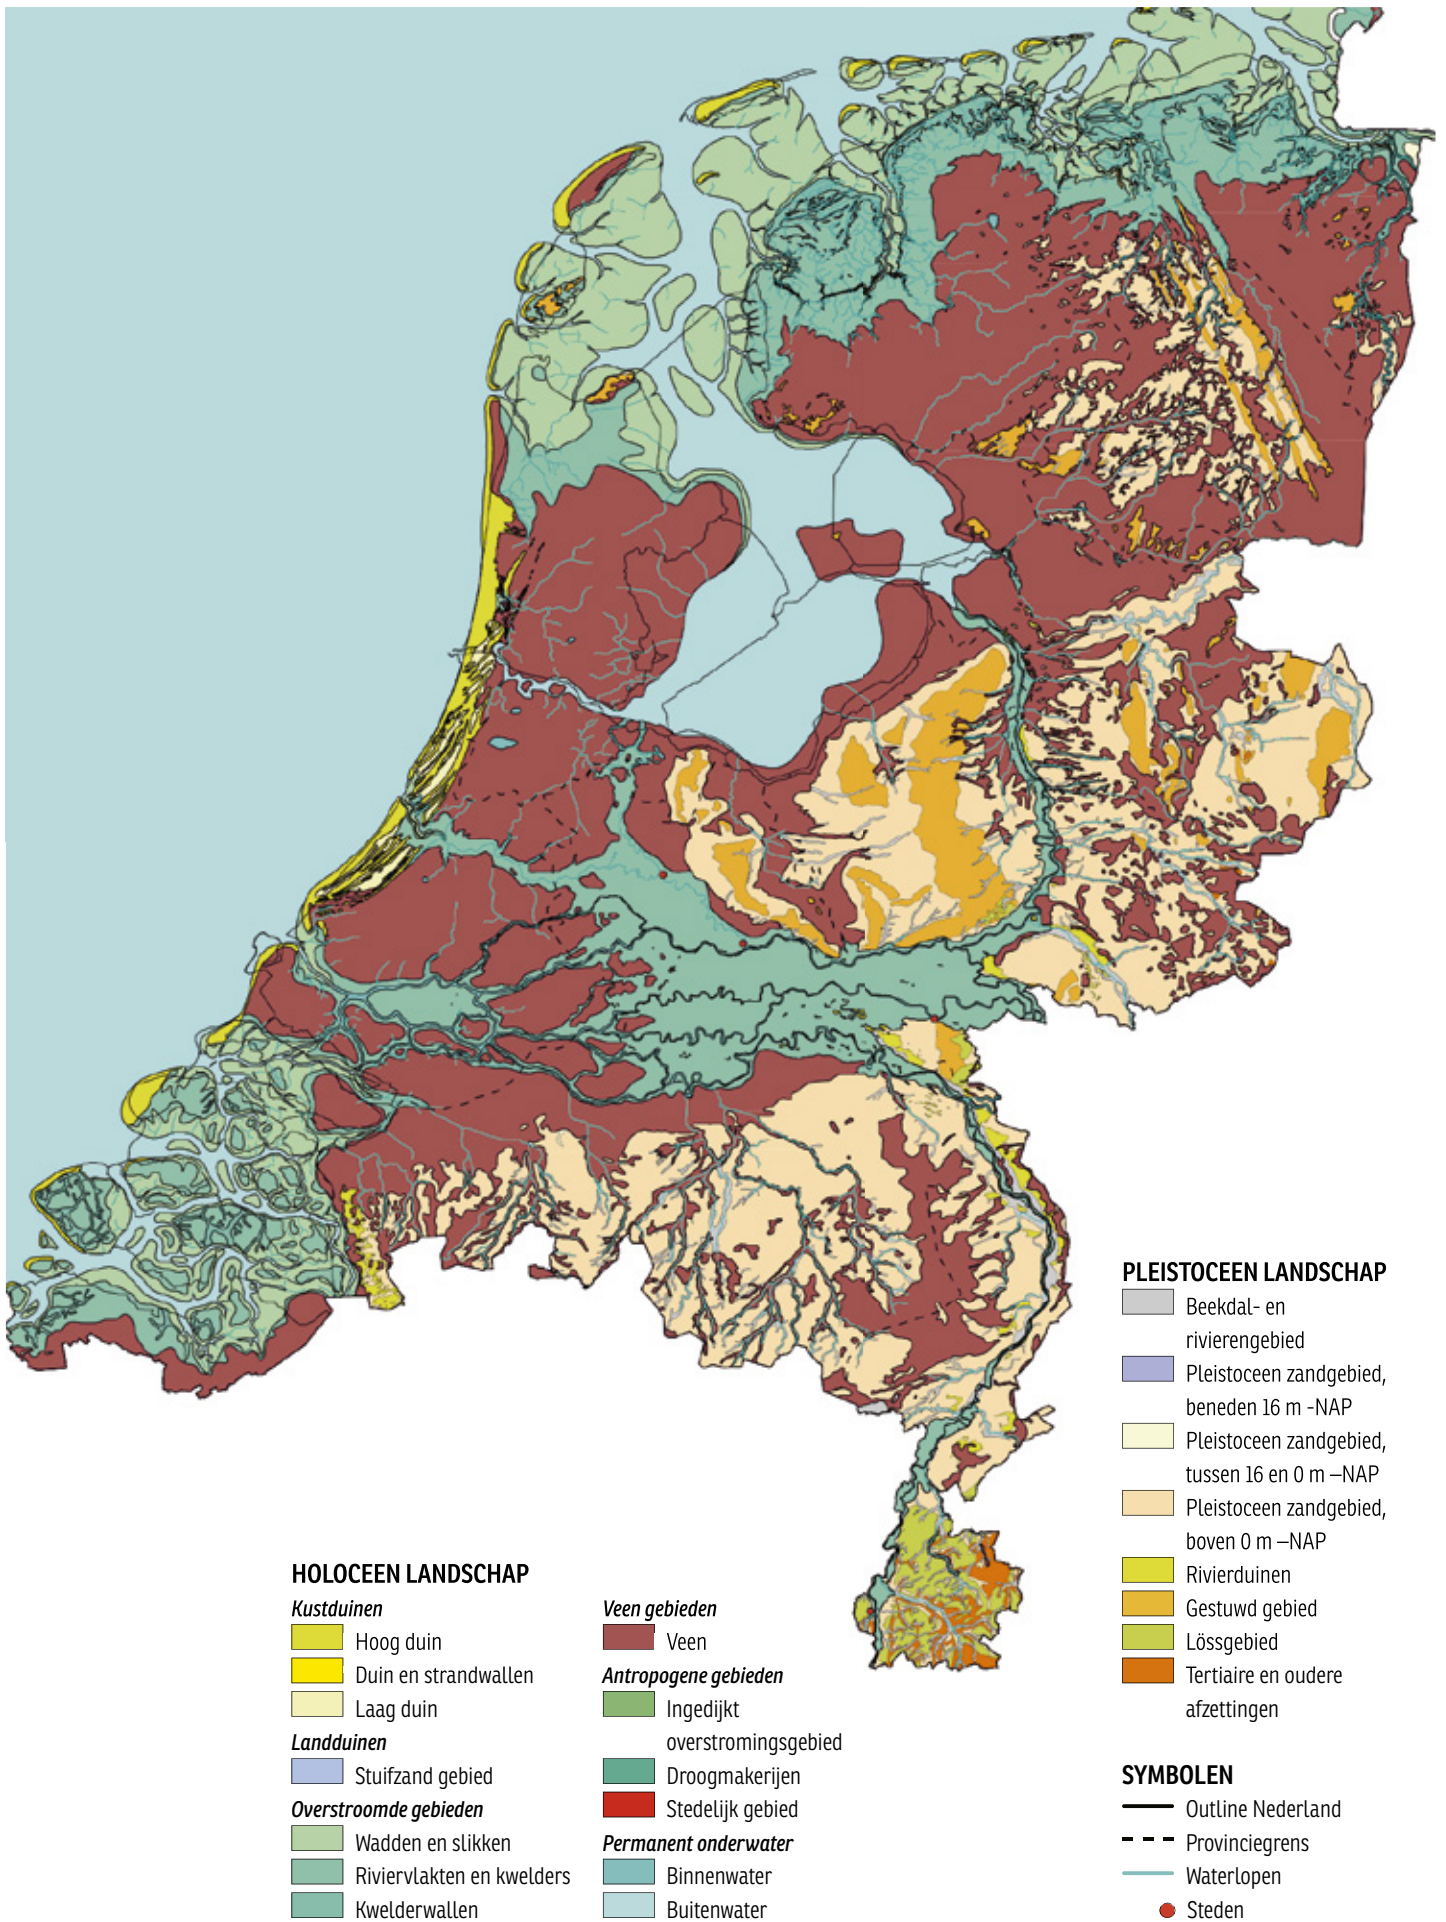 PLEISTOCEEN LANDSCHAP
Beekdal- en
rivierengebied
Pleistoceen zandgebied,
beneden 16 m -NAP
Pleistoceen zandgebied,
tussen 16 en 0 m –NAP
Pleistoceen zandgebied,
boven 0 m –NAP
Rivierduinen
Gestuwd gebied
Lössgebied
Tertiaire en oudere
afzettingen
HOLOCEEN LANDSCHAP
Kustduinen
Hoog duin
Duin en strandwallen
Laag duin
Landduinen
Stuifzand gebied
Overstroomde gebieden
Wadden en slikken
Riviervlakten en kwelders
Kwelderwallen
Veen gebieden
Veen
Antropogene gebieden
Ingedijkt
overstromingsgebied
Droogmakerijen
Stedelijk gebied
Permanent onderwater
Binnenwater
Buitenwater
SYMBOLEN
Outline Nederland
Provinciegrens
Waterlopen
Steden